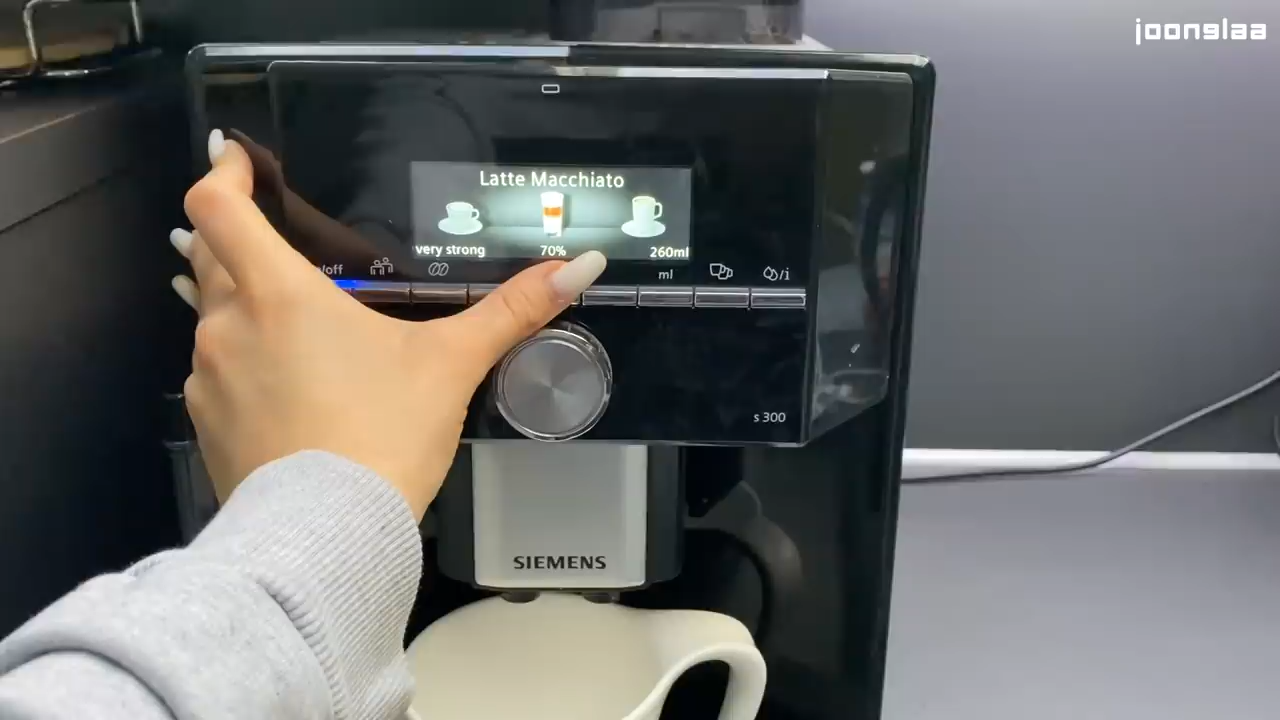 joonglaa
Latte Macchiato
very strong 70% 260ml
/off ml /i
s 300
SIEMENS